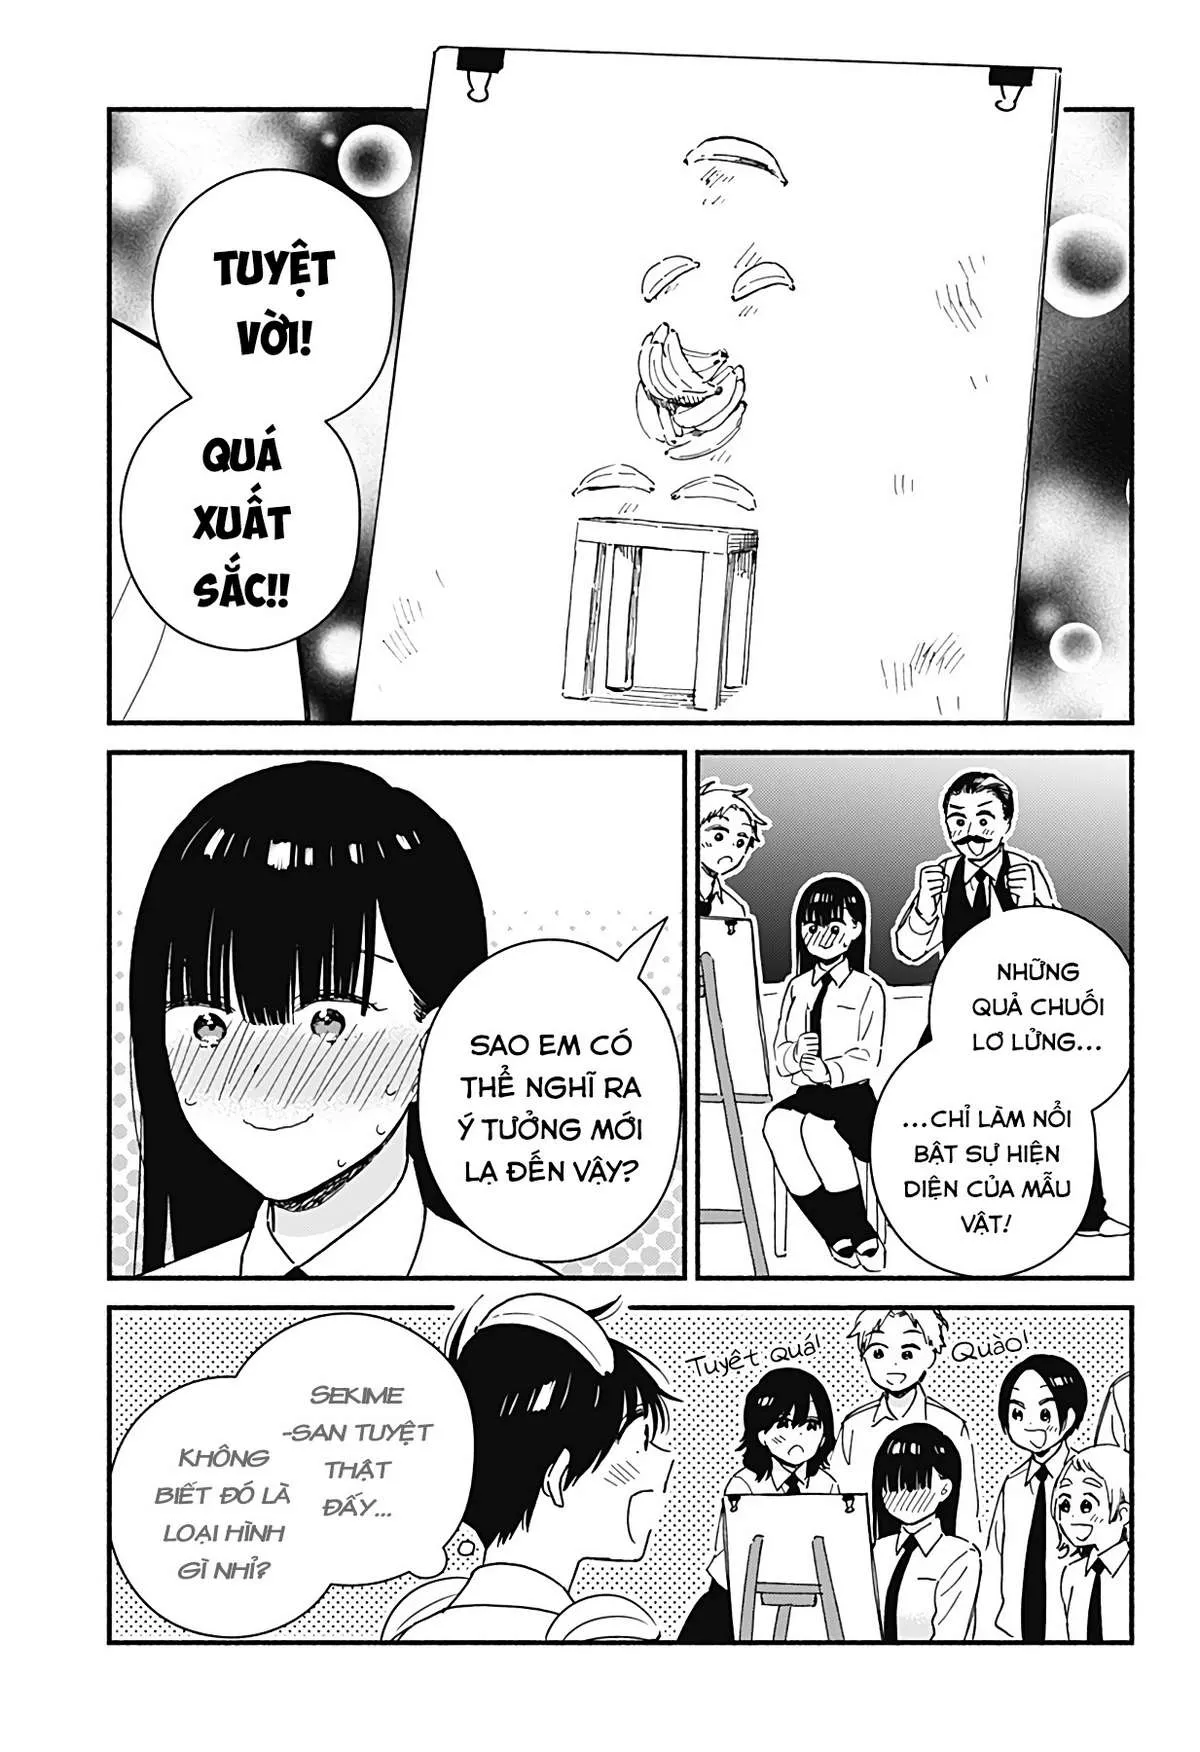 TUYỆT
VỜI!
QUÁ
XUẤT
SẮC!!
NHỮNG
QUẢ CHUỐI
LƠ LỬNG...
...CHỈ LÀM NỔI
BẬT SỰ HIỆN
DIỆN CỦA MẪU
VẬT!
SAO EM CÓ
THỂ NGHĨ RA
Ý TƯỞNG MỚI
LẠ ĐẾN VẬY?
Quào!
Tuyệt quá!
SEKIME
-SAN TUYỆT
THẬT
ĐẤY...
KHÔNG
BIẾT ĐÓ LÀ
LOẠI HÌNH
GÌ NHỈ?